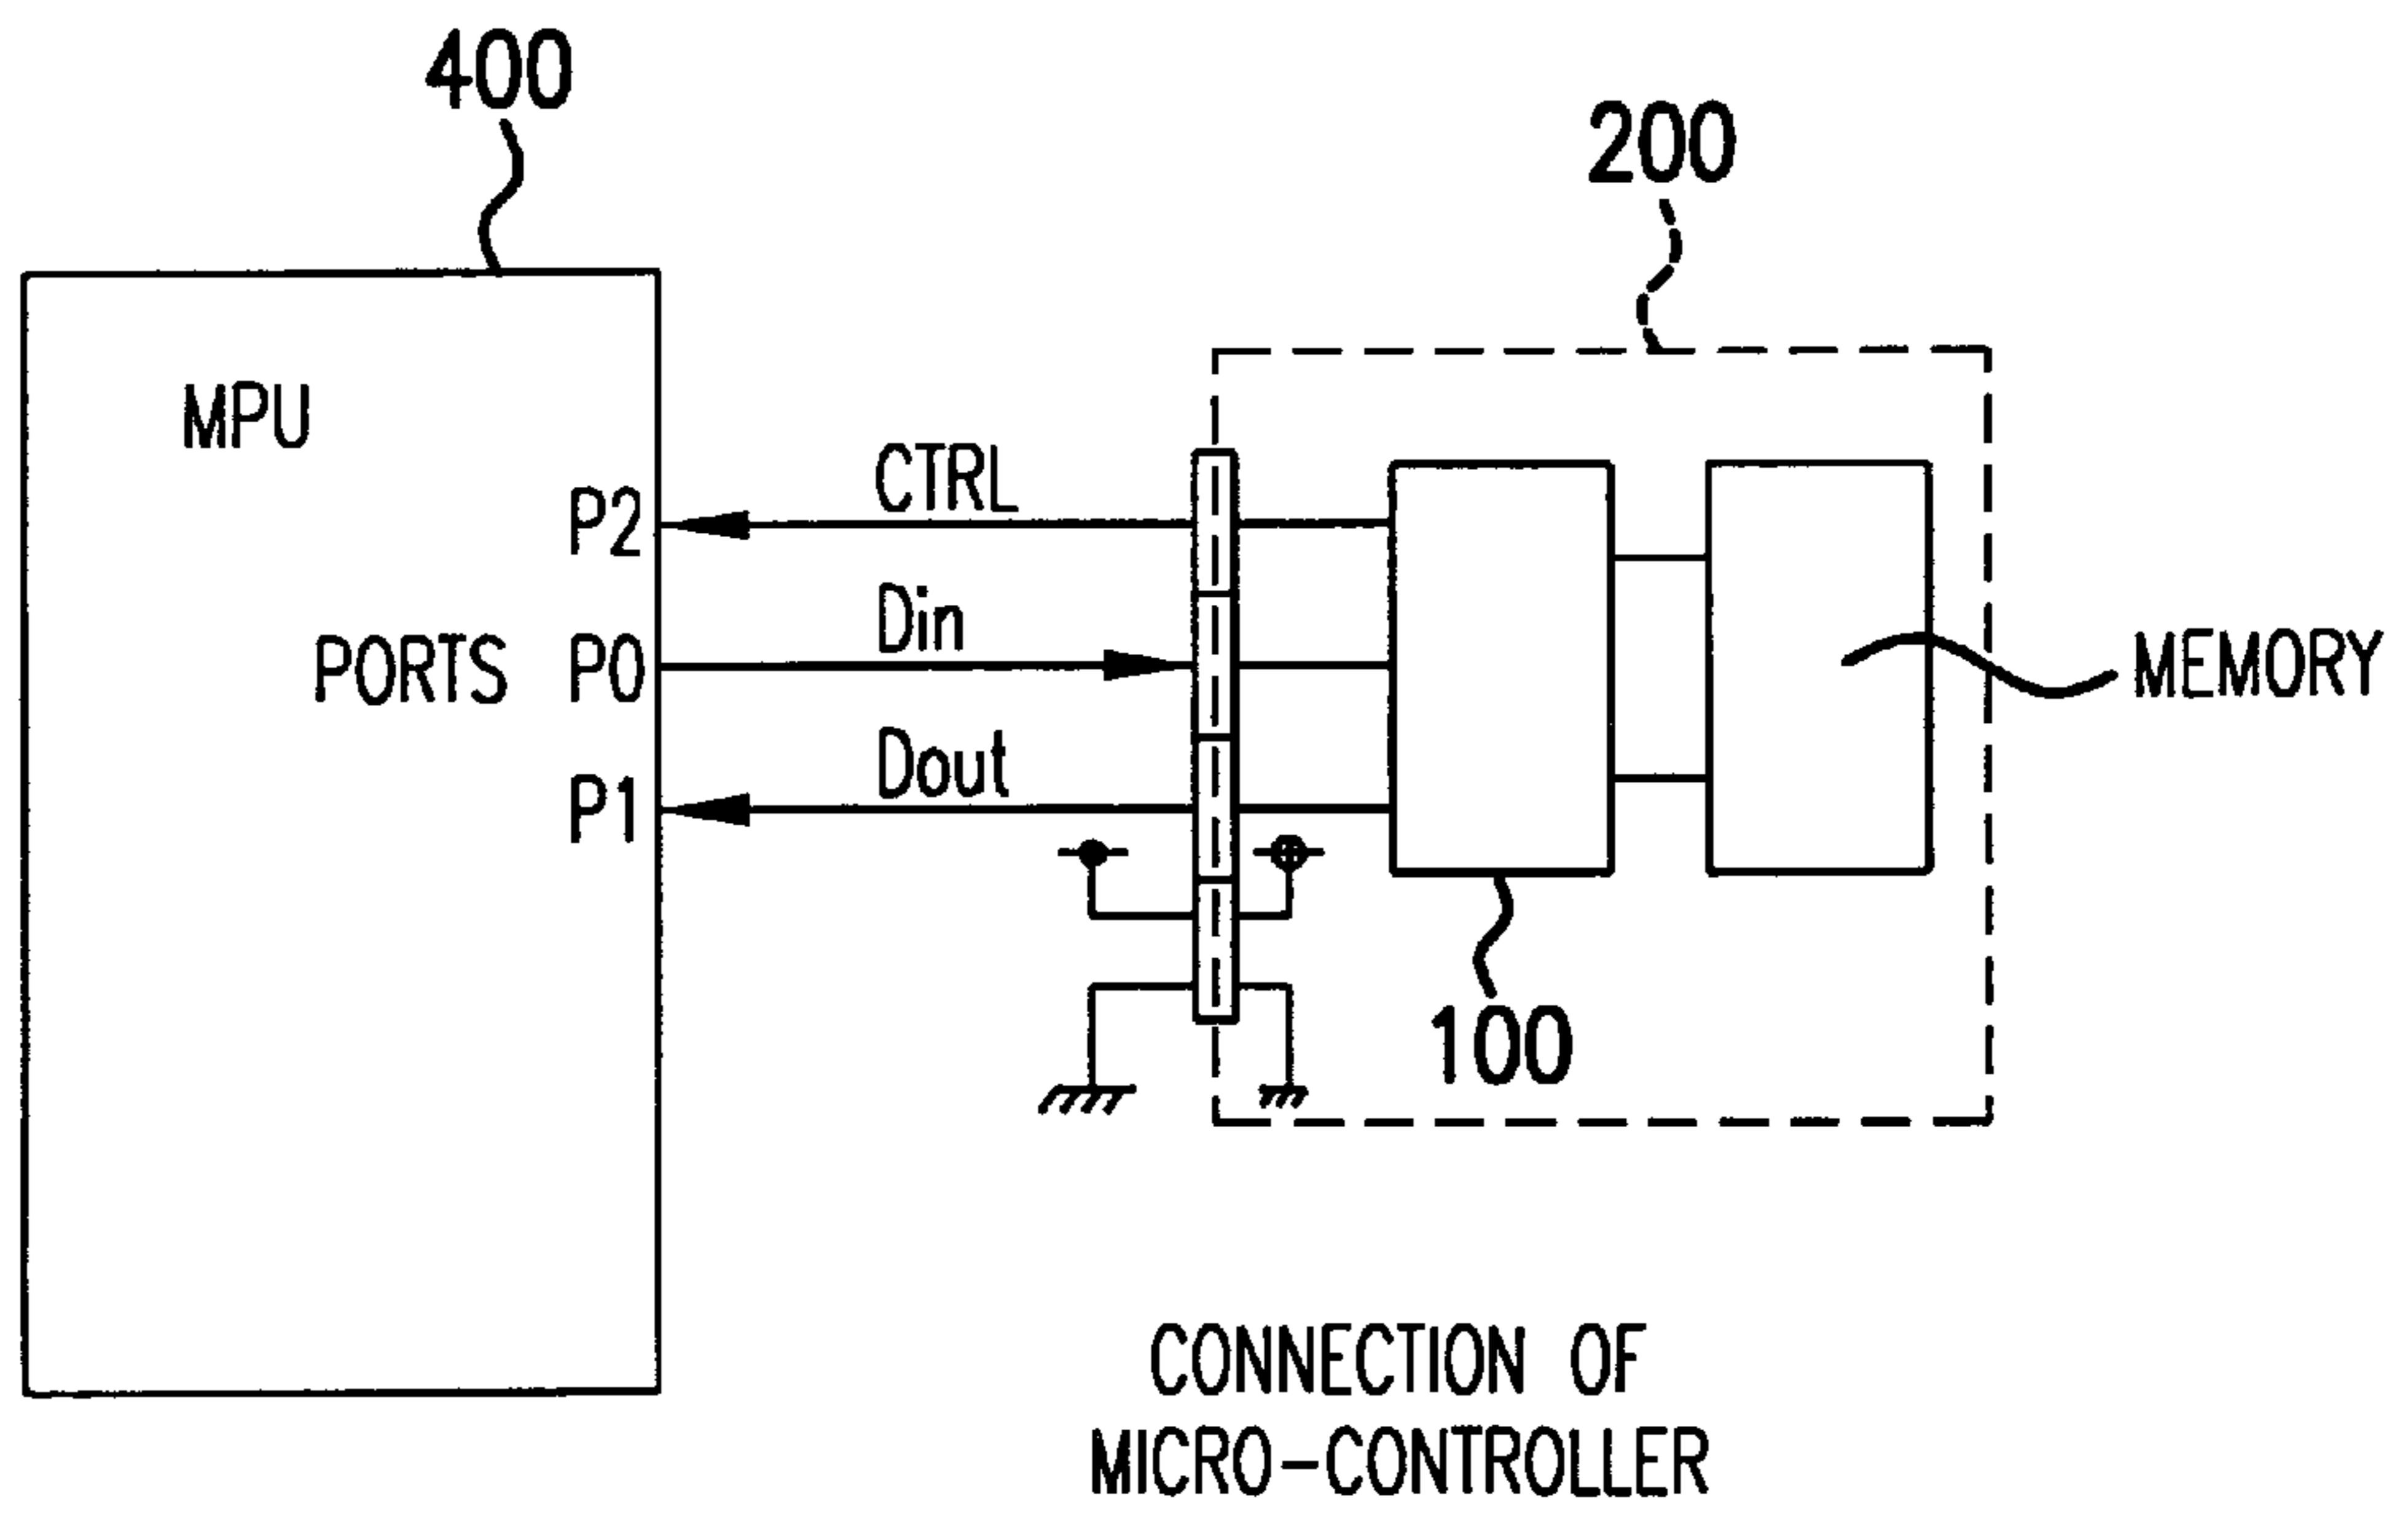 400
200
MPU
CTRL
P2
Din
PORTS P0
MEMORY
Dout
P1
100
CONNECTION OF
MICRO-CONTROLLER